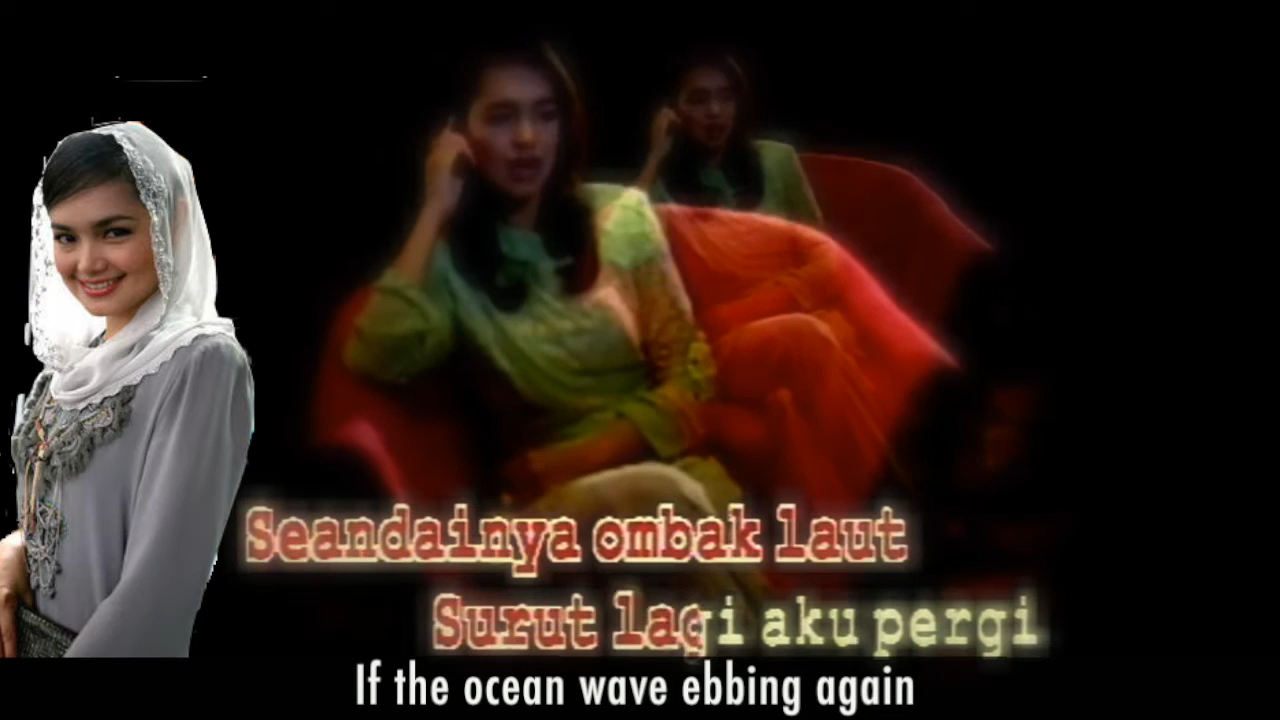 Seandainya ombak laut
Surut lagi aku pergi
If the ocean wave ebbing again